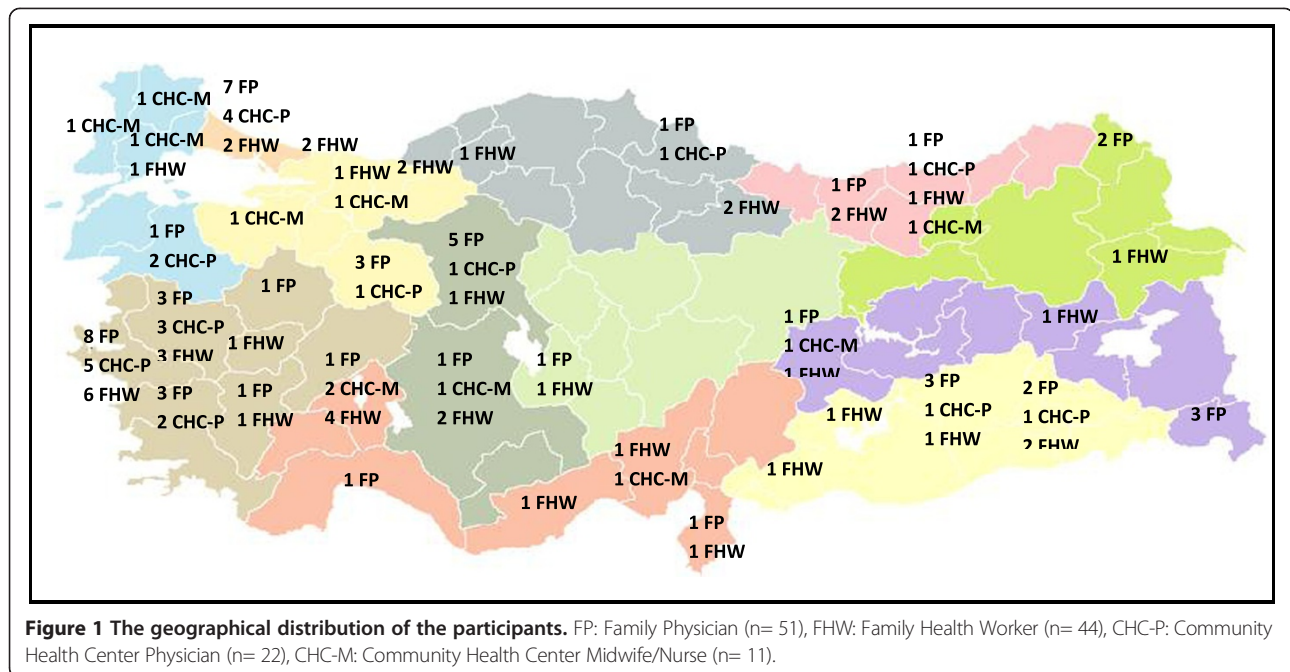 7 FP
4 CHC-P
2 FHW
1 CHC-M
1 CHC-M
1 CHC-M
1 FHW
2 FHW
1 FHW
1 CHC-M
2 FHW
1 FHW
1 FP
1 CHC-P
2 FHW
1 FP
2 FHW
1 FP
1 CHC-P
1 FHW
1 CHC-M
2 FP
1 FHW
1 CHC-M
1 FP
2 CHC-P
3 FP
1 CHC-P
5 FP
1 CHC-P
1 FHW
1 FP
3 FP
3 CHC-P
3 FHW
8 FP
5 CHC-P
6 FHW
1 FHW
3 FP
2 CHC-P
1 FP
1 FHW
1 FP
2 CHC-M
4 FHW
1 FP
1 CHC-M
2 FHW
1 FP
1 FHW
1 FP
1 CHC-M
1 FHW
1 FHW
3 FP
1 CHC-P
1 FHW
2 FP
1 CHC-P
2 FHW
3 FP
1 FHW
1 FHW
1 FHW
1 CHC-M
1 FP
1 FHW
1 FP
1 FHW
Figure 1 The geographical distribution of the participants. FP: Family Physician (n= 51), FHW: Family Health Worker (n= 44), CHC-P: Community
Health Center Physician (n= 22), CHC-M: Community Health Center Midwife/Nurse (n= 11).